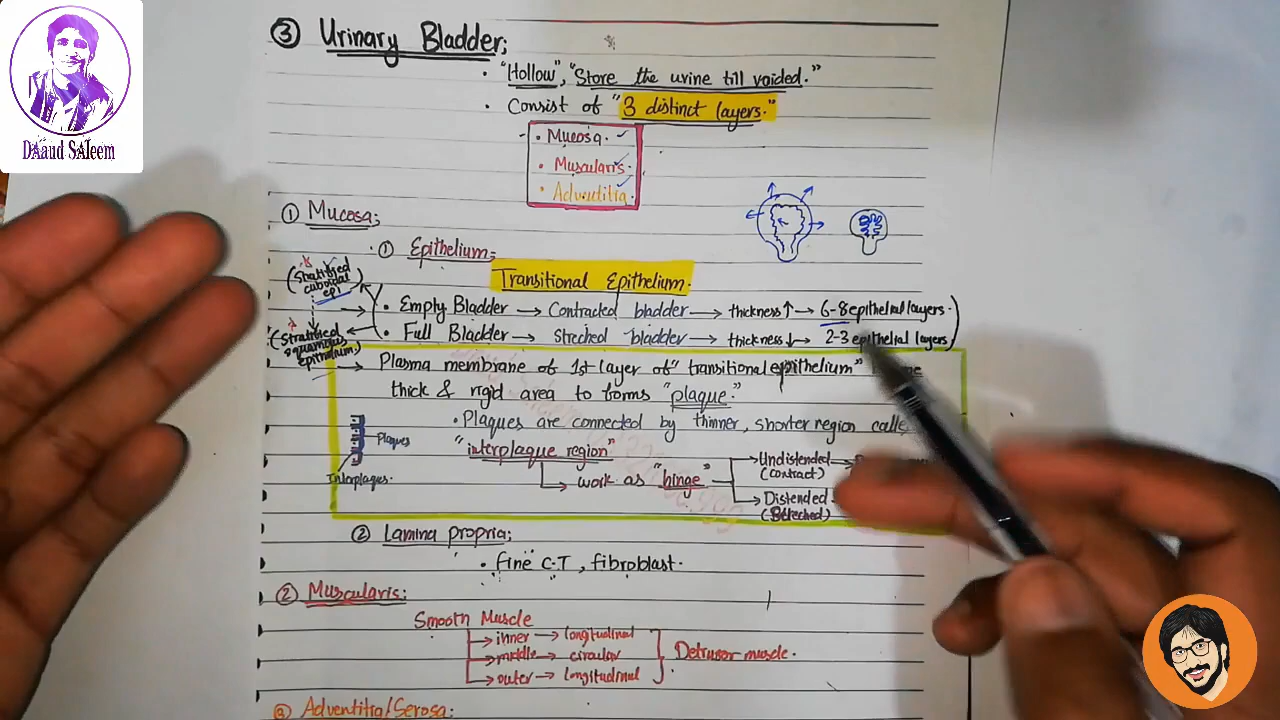 DAaud SAleem
③ Urinary Bladder;
· "Hollow", "Store the urine till voided."
· Consist of "3 distinct layers."
· Mucosa.
· Muscularis.
· Adventitia.
① Mucosa;
① Epithelium;
Transitional Epithelium.
(Stratified cuboidal epi)
· Empty Bladder → Contracted bladder → thickness ↑ → 6-8 epithelial layers.
· Full Bladder → Streched bladder → thickness ↓ → 2-3 epithelial layers)
(Stratified squamous epithelium)
→ Plasma membrane of 1st layer of "transitional epithelium"
thick & rigid area to forms "plaque."
· Plaques are connected by thinner, shorter region calle
"interplaque region"
Plaques
Interplaques.
→ work as "hinge"
→ Undistended → (contract)
→ Distended. (Streched)
② Lamina propria;
· fine C.T, fibroblast.
② Muscularis:
Smooth Muscle
→ inner → longitudinal
→ middle → circular
→ outer → longitudinal
Detrusor muscle.
③ Adventitia/Serosa: